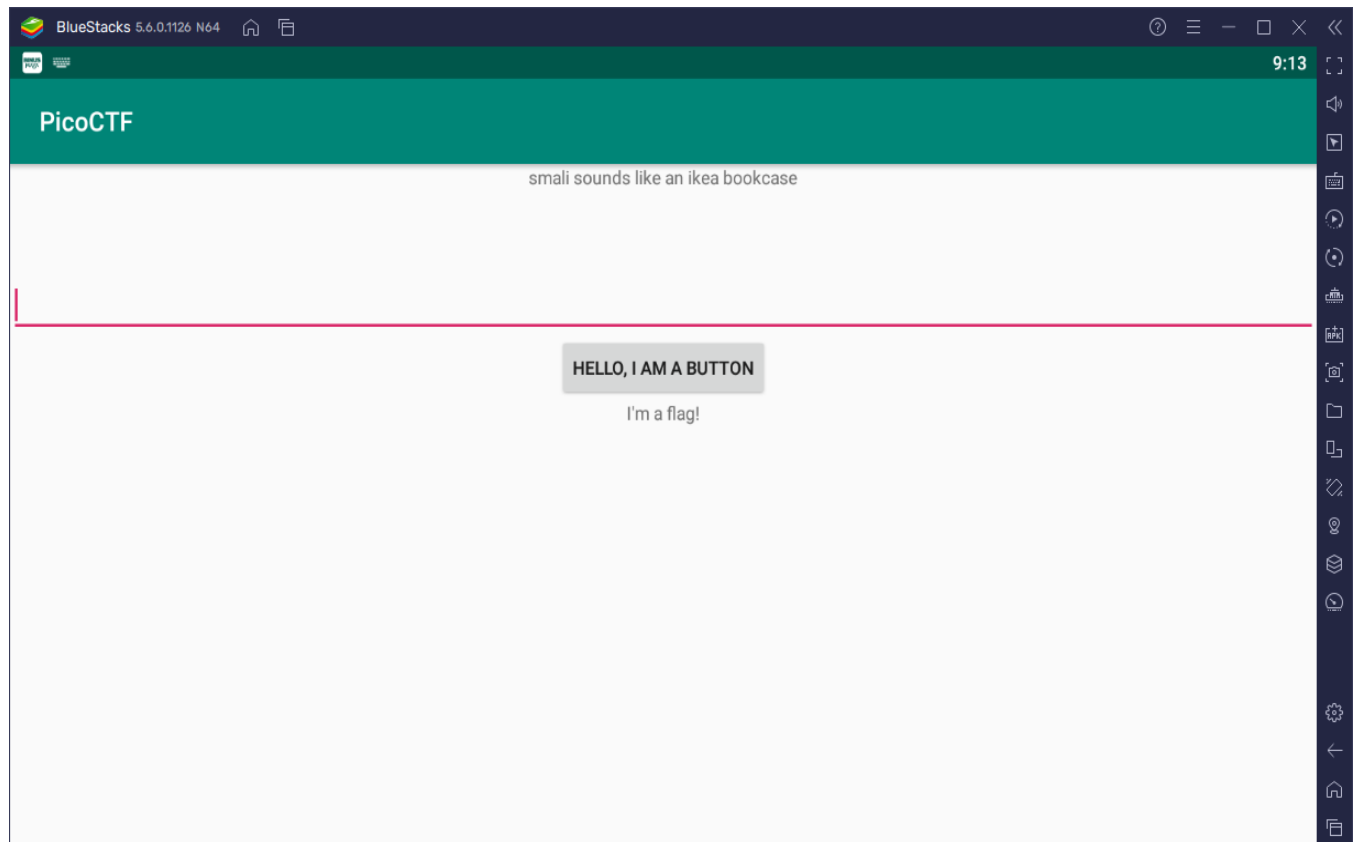 BlueStacks 5.6.0.1126 N64
9:13
PicoCTF
smali sounds like an ikea bookcase
HELLO, I AM A BUTTON
I'm a flag!